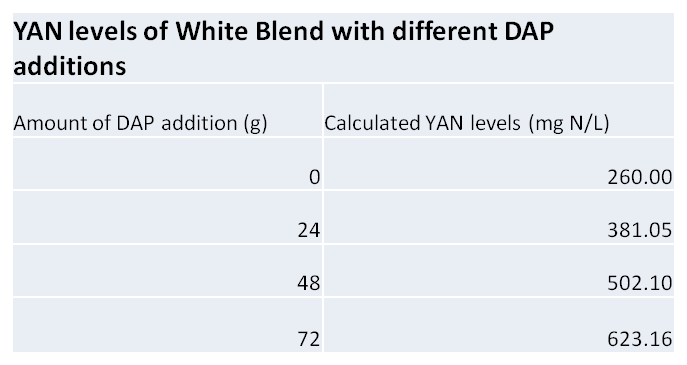 YAN levels of White Blend with different DAP
additions
Amount of DAP addition (g) Calculated YAN levels (mg N/L)
0 260.00
24 381.05
48 502.10
72 623.16